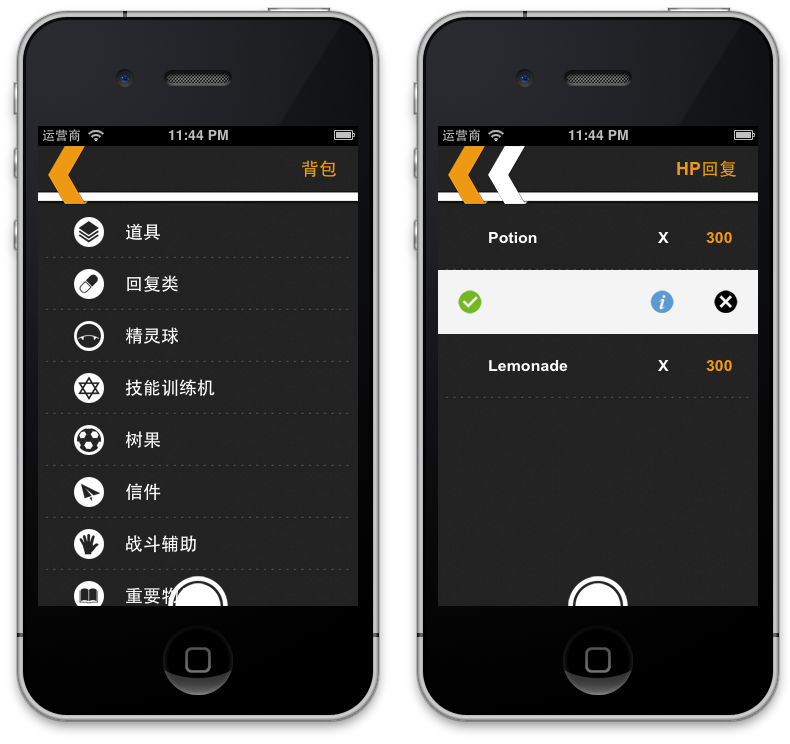 运营商 11:44 PM
背包
道具
回复类
精灵球
技能训练机
树果
信件
战斗辅助
重要物
运营商 11:44 PM
HP回复
Potion X 300
Lemonade X 300